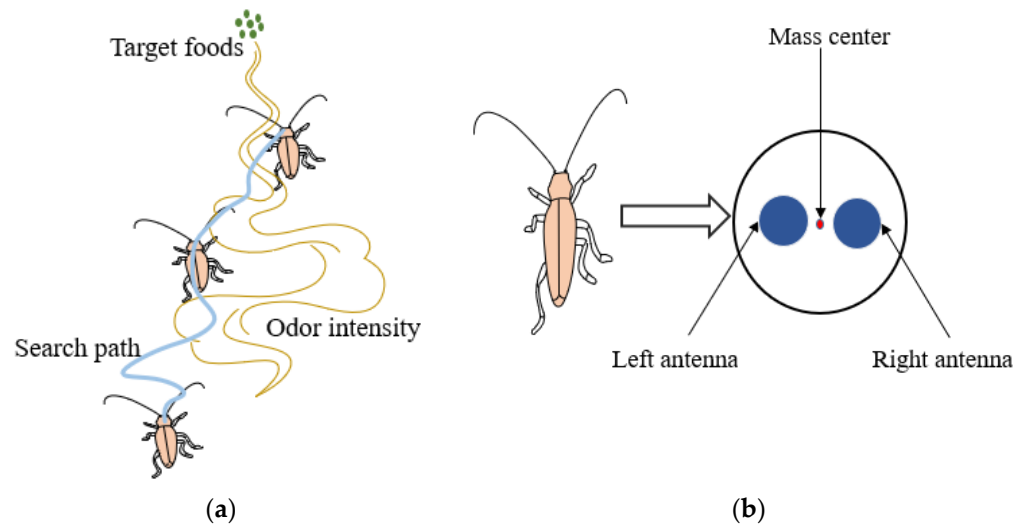 Target foods
Odor intensity
Search path
(a)
Mass center
Left antenna
Right antenna
(b)